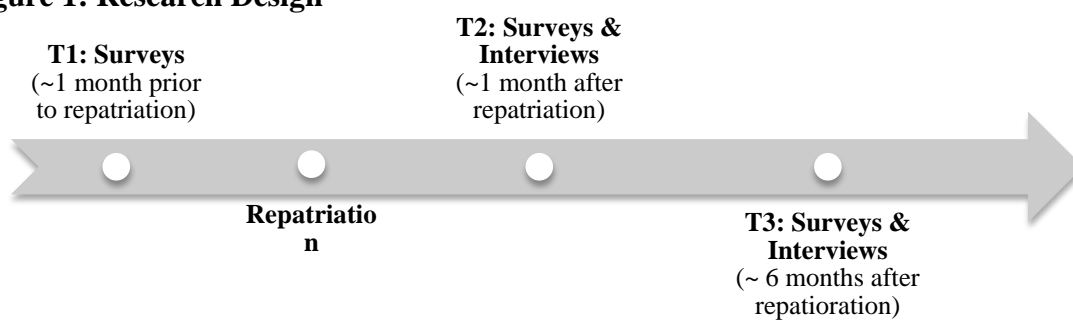 gure 1: Research Design
T1: Surveys
(~1 month prior
to repatriation)
T2: Surveys &
Interviews
(~1 month after
repatriation)
Repatriatio
n
T3: Surveys &
Interviews
(~ 6 months after
repatioration)